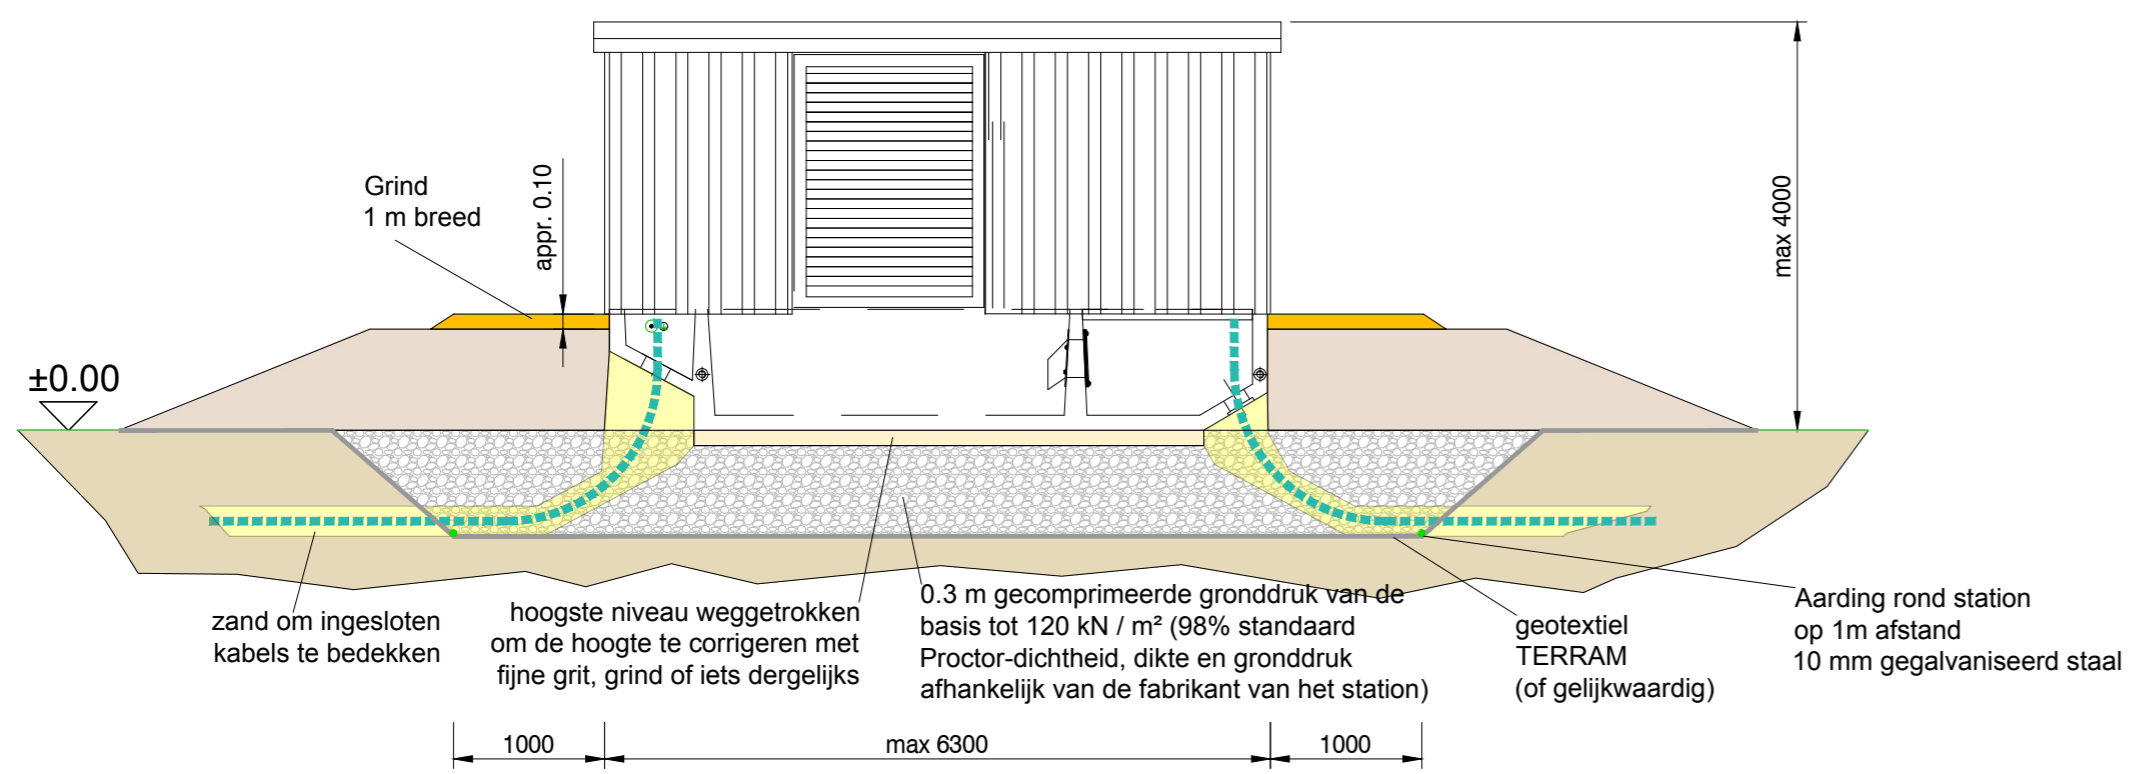 Grind
1 m breed
appr. 0.10
max 4000
±0.00
zand om ingesloten
kabels te bedekken
hoogste niveau weggetrokken
om de hoogte te corrigeren met
fijne grit, grind of iets dergelijks
0.3 m gecomprimeerde gronddruk van de
basis tot 120 kN / m² (98% standaard
Proctor-dichtheid, dikte en gronddruk
afhankelijk van de fabrikant van het station)
geotextiel
TERRAM
(of gelijkwaardig)
Aarding rond station
op 1m afstand
10 mm gegalvaniseerd staal
1000
max 6300
1000